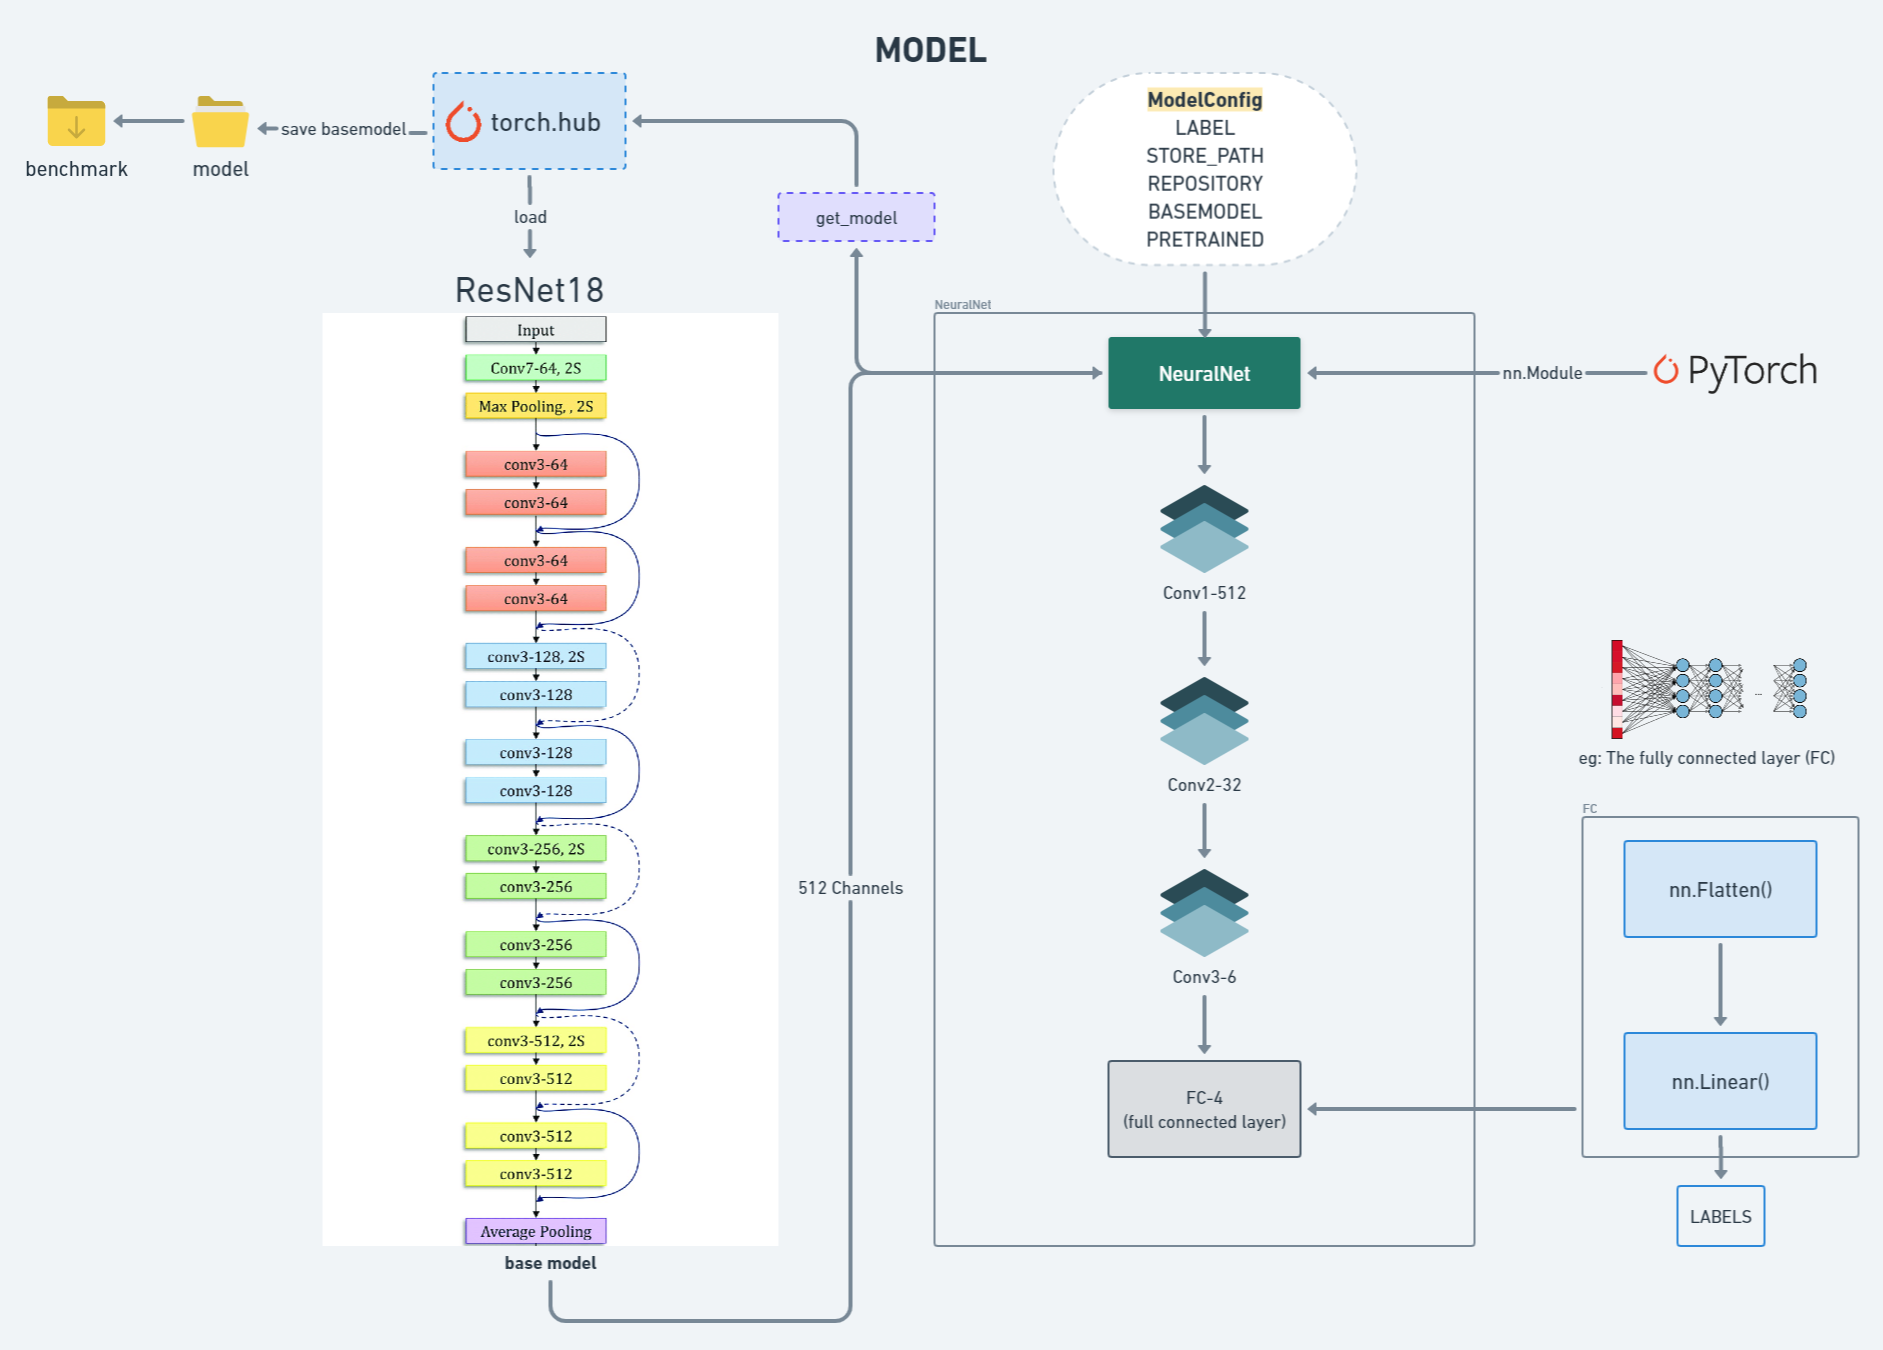 MODEL
benchmark
model
save basemodel
torch.hub
load
get_model
ModelConfig
LABEL
STORE_PATH
REPOSITORY
BASEMODEL
PRETRAINED
ResNet18
Input
Conv7-64, 2S
Max Pooling, , 2S
conv3-64
conv3-64
conv3-64
conv3-64
conv3-128, 2S
conv3-128
conv3-128
conv3-128
conv3-256, 2S
conv3-256
conv3-256
conv3-256
conv3-512, 2S
conv3-512
conv3-512
conv3-512
Average Pooling
base model
512 Channels
NeuralNet
NeuralNet
nn.Module
PyTorch
Conv1-512
Conv2-32
Conv3-6
FC-4
(full connected layer)
...
eg: The fully connected layer (FC)
FC
nn.Flatten()
nn.Linear()
LABELS